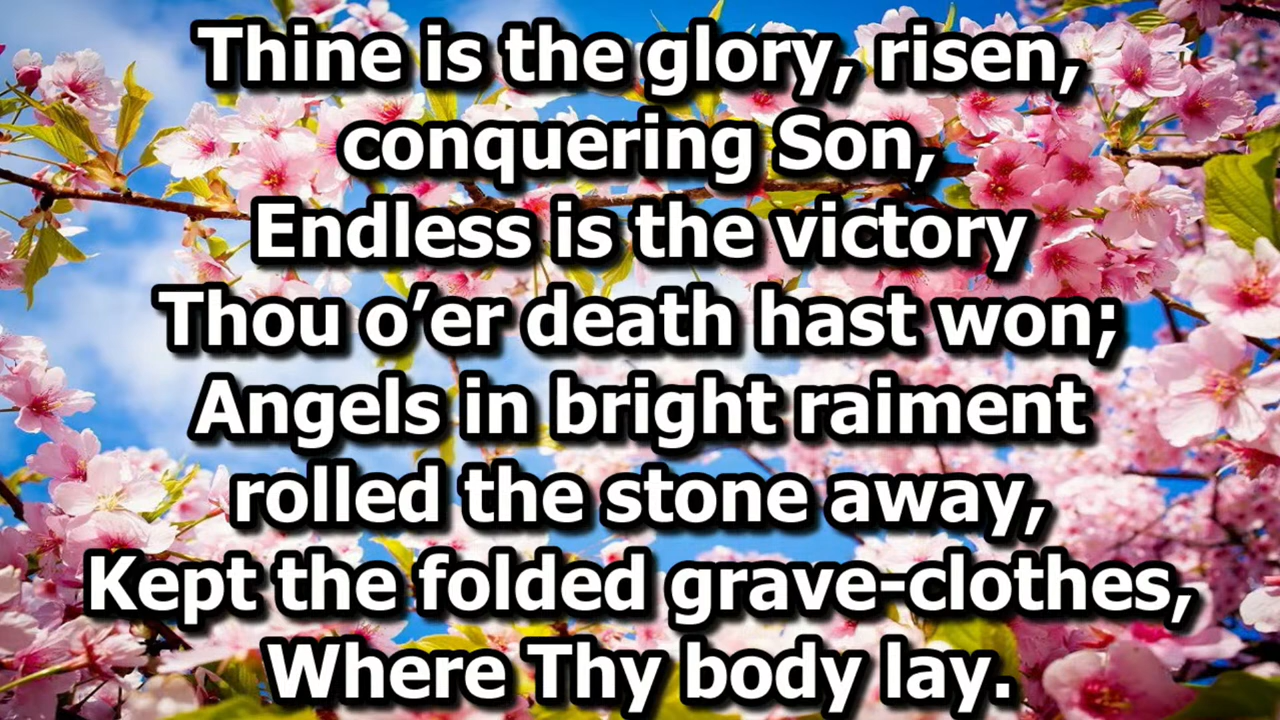 Thine is the glory, risen,
conquering Son,
Endless is the victory
Thou o’er death hast won;
Angels in bright raiment
rolled the stone away,
Kept the folded grave-clothes,
Where Thy body lay.